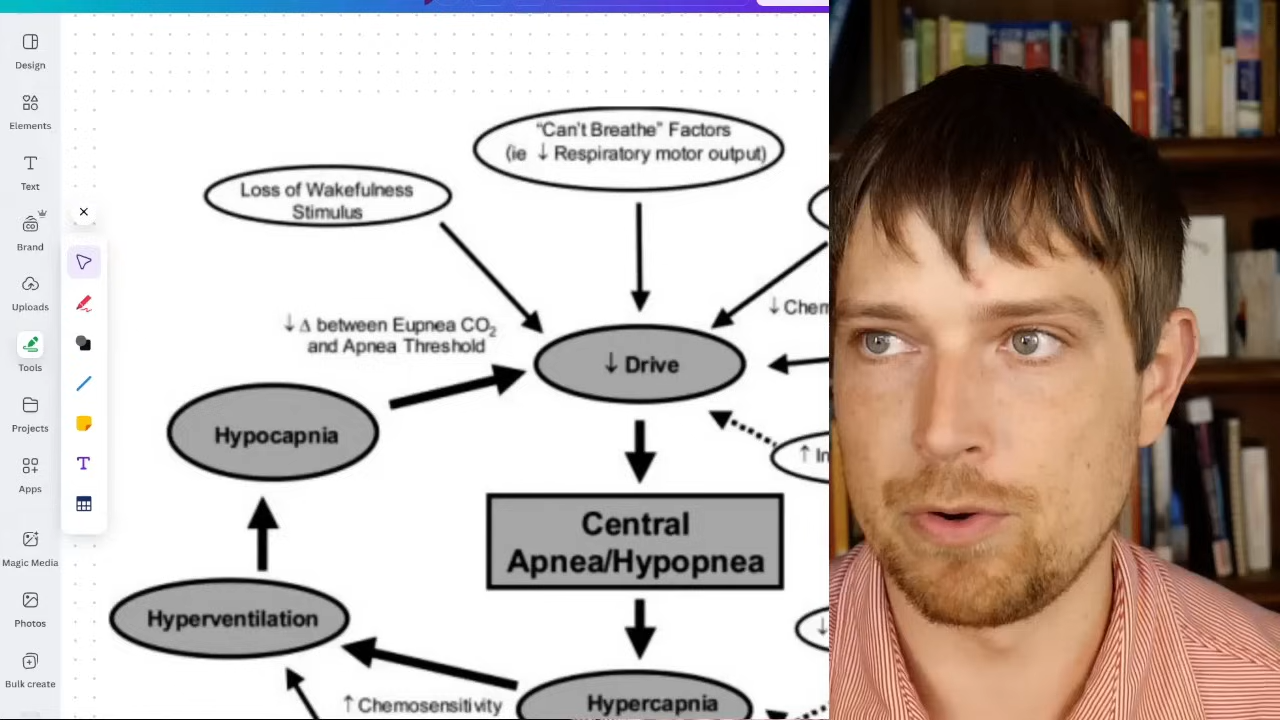 Design
Elements
Text
Brand
Uploads
Tools
Projects
Apps
Magic Media
Photos
Bulk create
T
T
"Can't Breathe" Factors
(ie ↓ Respiratory motor output)
Loss of Wakefulness
Stimulus
↓ Chem
↓ Δ between Eupnea CO₂
and Apnea Threshold
↓ Drive
Hypocapnia
↑ In
Central
Apnea/Hypopnea
Hyperventilation
↓
↑ Chemosensitivity
Hypercapnia